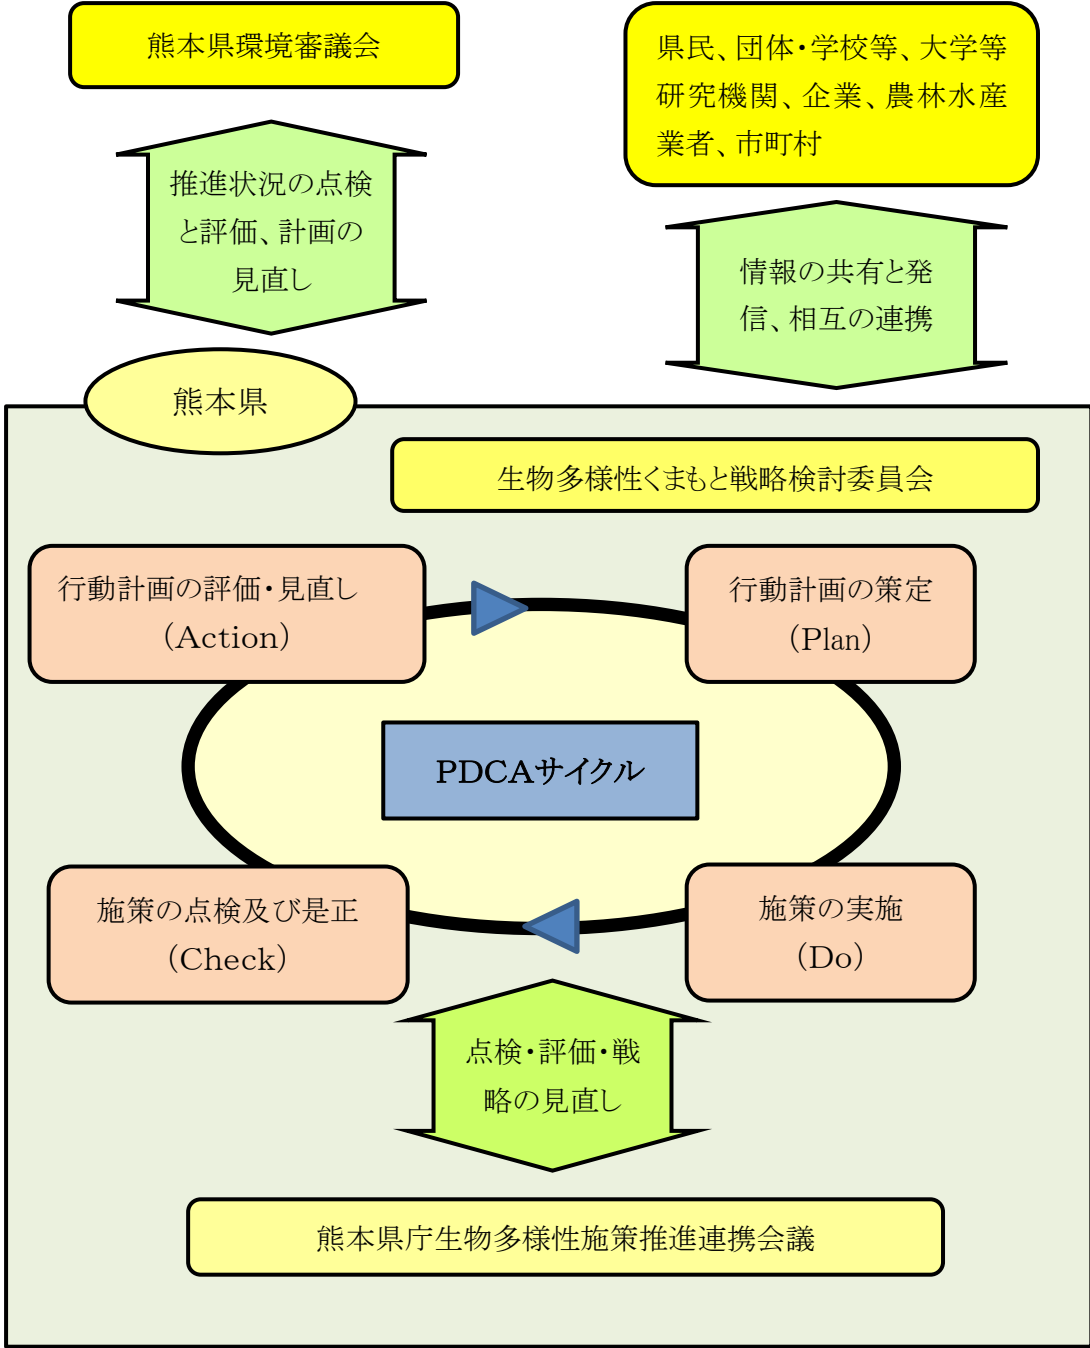 熊本県環境審議会
県民、団体・学校等、大学等
研究機関、企業、農林水産
業者、市町村
推進状況の点検
と評価、計画の
見直し
情報の共有と発
信、相互の連携
熊本県
生物多様性くまもと戦略検討委員会
行動計画の評価・見直し
（Action）
行動計画の策定
（Plan）
PDCAサイクル
施策の点検及び是正
（Check）
施策の実施
（Do）
点検・評価・戦
略の見直し
熊本県庁生物多様性施策推進連携会議